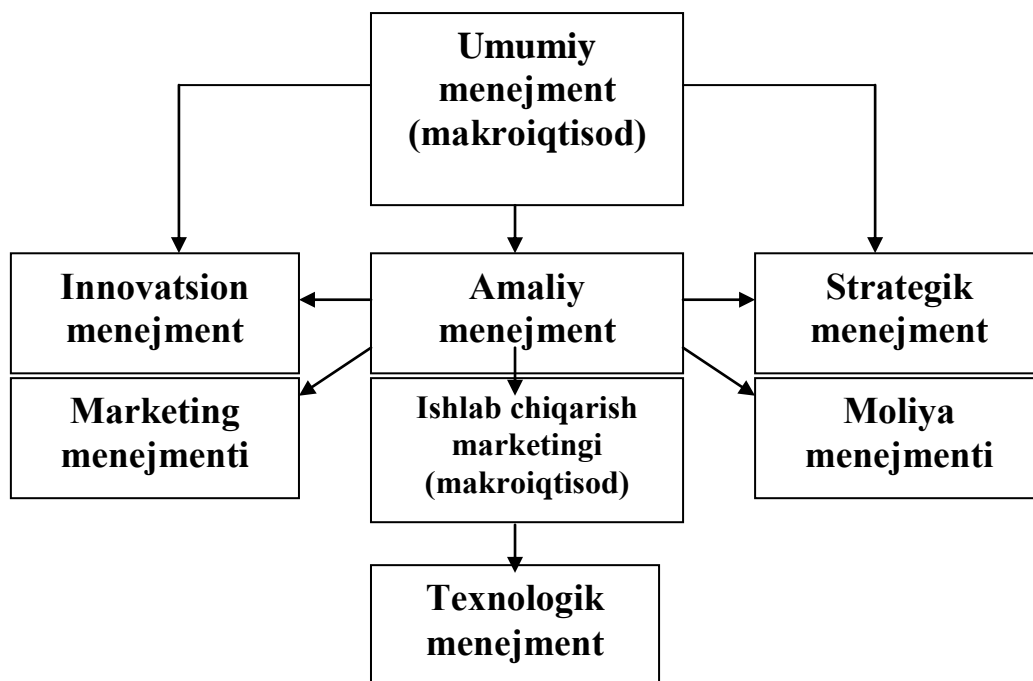 Umumiy
menejment
(makroiqtisod)
Innovatsion
menejment
Amaliy
menejment
Strategik
menejment
Marketing
menejmenti
Ishlab chiqarish
marketingi
(makroiqtisod)
Moliya
menejmenti
Texnologik
menejment